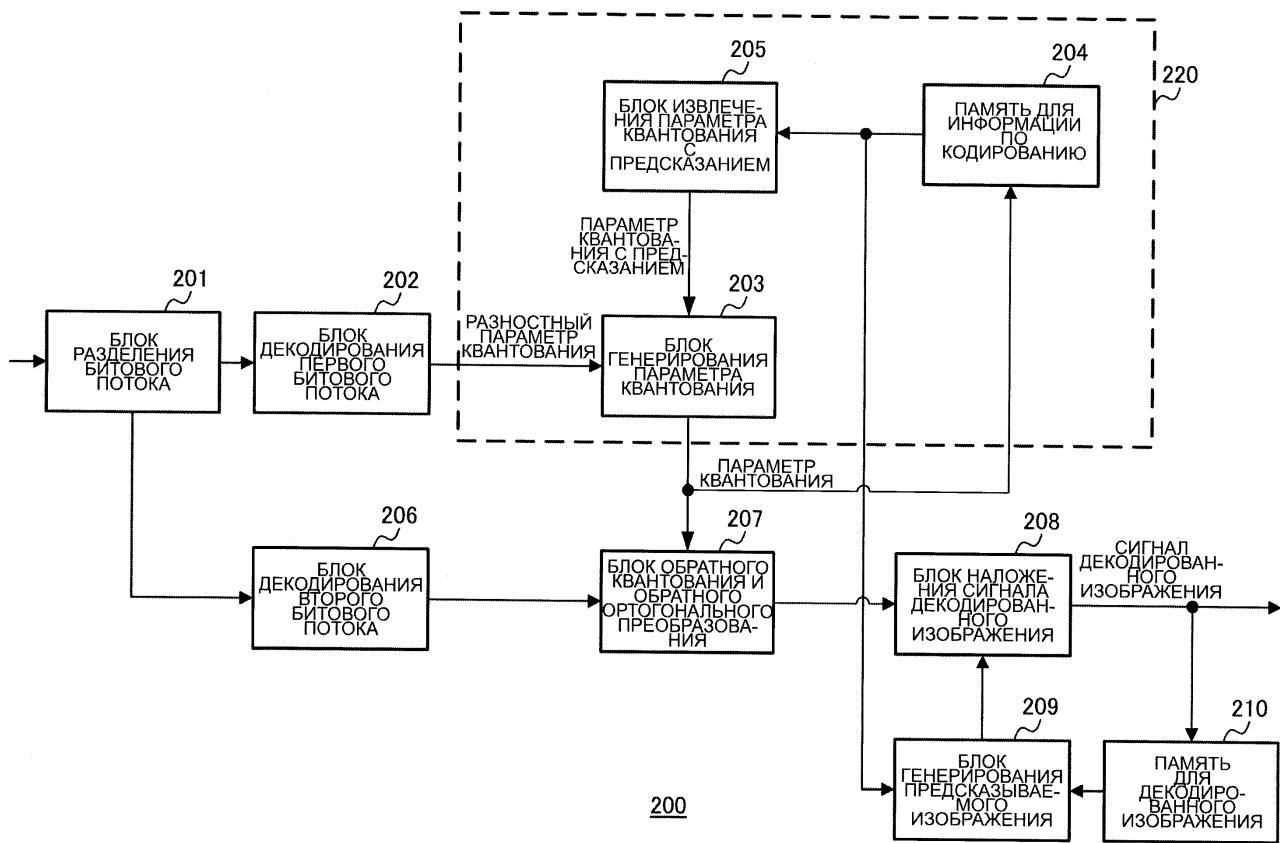 205
БЛОК ИЗВЛЕЧЕ-
НИЯ ПАРАМЕТРА
КВАНТОВАНИЯ
С
ПРЕДСКАЗАНИЕМ
204
ПАМЯТЬ ДЛЯ
ИНФОРМАЦИИ
ПО
КОДИРОВАНИЮ
220
ПАРАМЕТР
КВАНТОВА-
НИЯ С ПРЕД-
СКАЗАНИЕМ
201
БЛОК
РАЗДЕЛЕНИЯ
БИТОВОГО
ПОТОКА
202
БЛОК
ДЕКОДИРОВАНИЯ
ПЕРВОГО
БИТОВОГО
ПОТОКА
РАЗНОСТНЫЙ
ПАРАМЕТР
КВАНТОВАНИЯ
203
БЛОК
ГЕНЕРИРОВАНИЯ
ПАРАМЕТРА
КВАНТОВАНИЯ
ПАРАМЕТР
КВАНТОВАНИЯ
206
БЛОК
ДЕКОДИРОВАНИЯ
ВТОРОГО
БИТОВОГО
ПОТОКА
207
БЛОК ОБРАТНОГО
КВАНТОВАНИЯ И
ОБРАТНОГО
ОРТОГОНАЛЬНОГО
ПРЕОБРАЗОВА-
НИЯ
208
БЛОК НАЛОЖЕ-
НИЯ СИГНАЛА
ДЕКОДИРОВАН-
НОГО
ИЗОБРАЖЕНИЯ
СИГНАЛ
ДЕКОДИРОВАН-
НОГО
ИЗОБРАЖЕНИЯ
209
БЛОК
ГЕНЕРИРОВАНИЯ
ПРЕДСКАЗЫВАЕ-
МОГО
ИЗОБРАЖЕНИЯ
210
ПАМЯТЬ
ДЛЯ
ДЕКОДИРО-
ВАННОГО
ИЗОБРАЖЕНИЯ
200